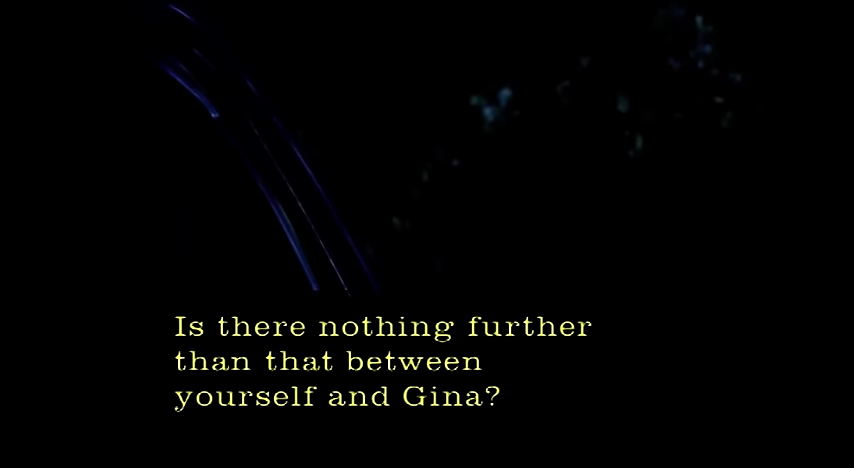 Is there nothing further
than that between
yourself and Gina?